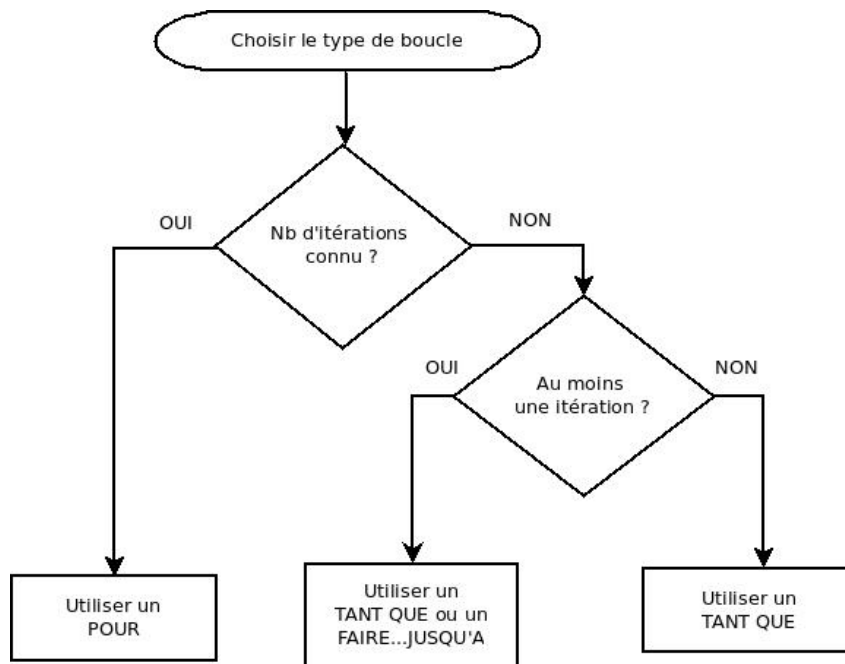 Choisir le type de boucle
OUI
NON
Nb d'itérations
connu ?
OUI
NON
Au moins
une itération ?
Utiliser un
POUR
Utiliser un
TANT QUE ou un
FAIRE...JUSQU'A
Utiliser un
TANT QUE